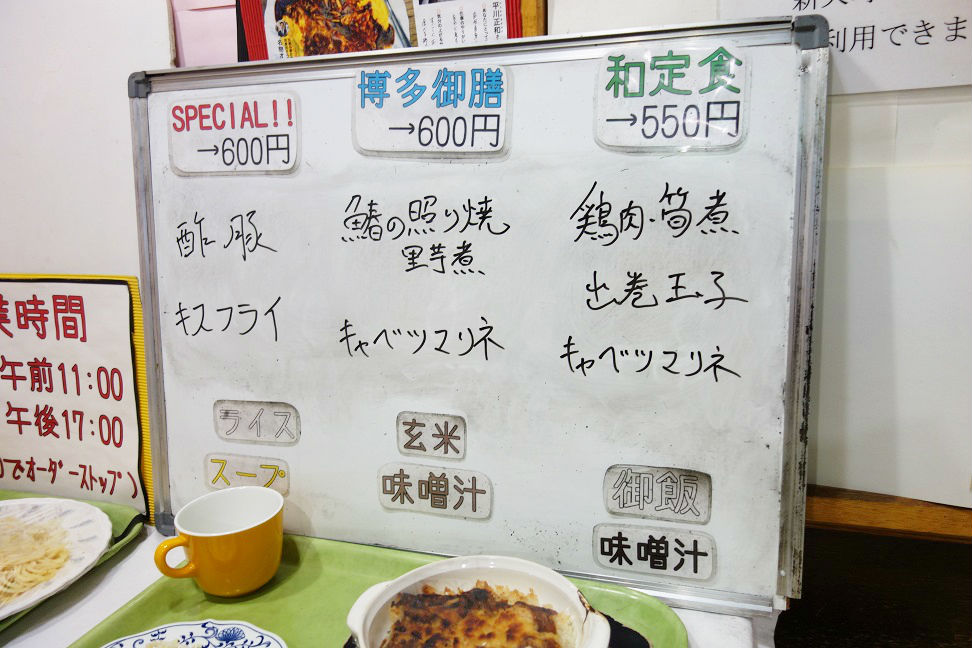 利用できま
SPECIAL!!
→600円
酢豚
キスフライ
ライス
スープ
博多御膳
→600円
鰆の照り焼
里芋煮
キャベツマリネ
玄米
味噌汁
和定食
→550円
鶏肉・筍煮
出巻玉子
キャベツマリネ
御飯
味噌汁
業時間
午前11:00
午後17:00
でオーダーストップ)